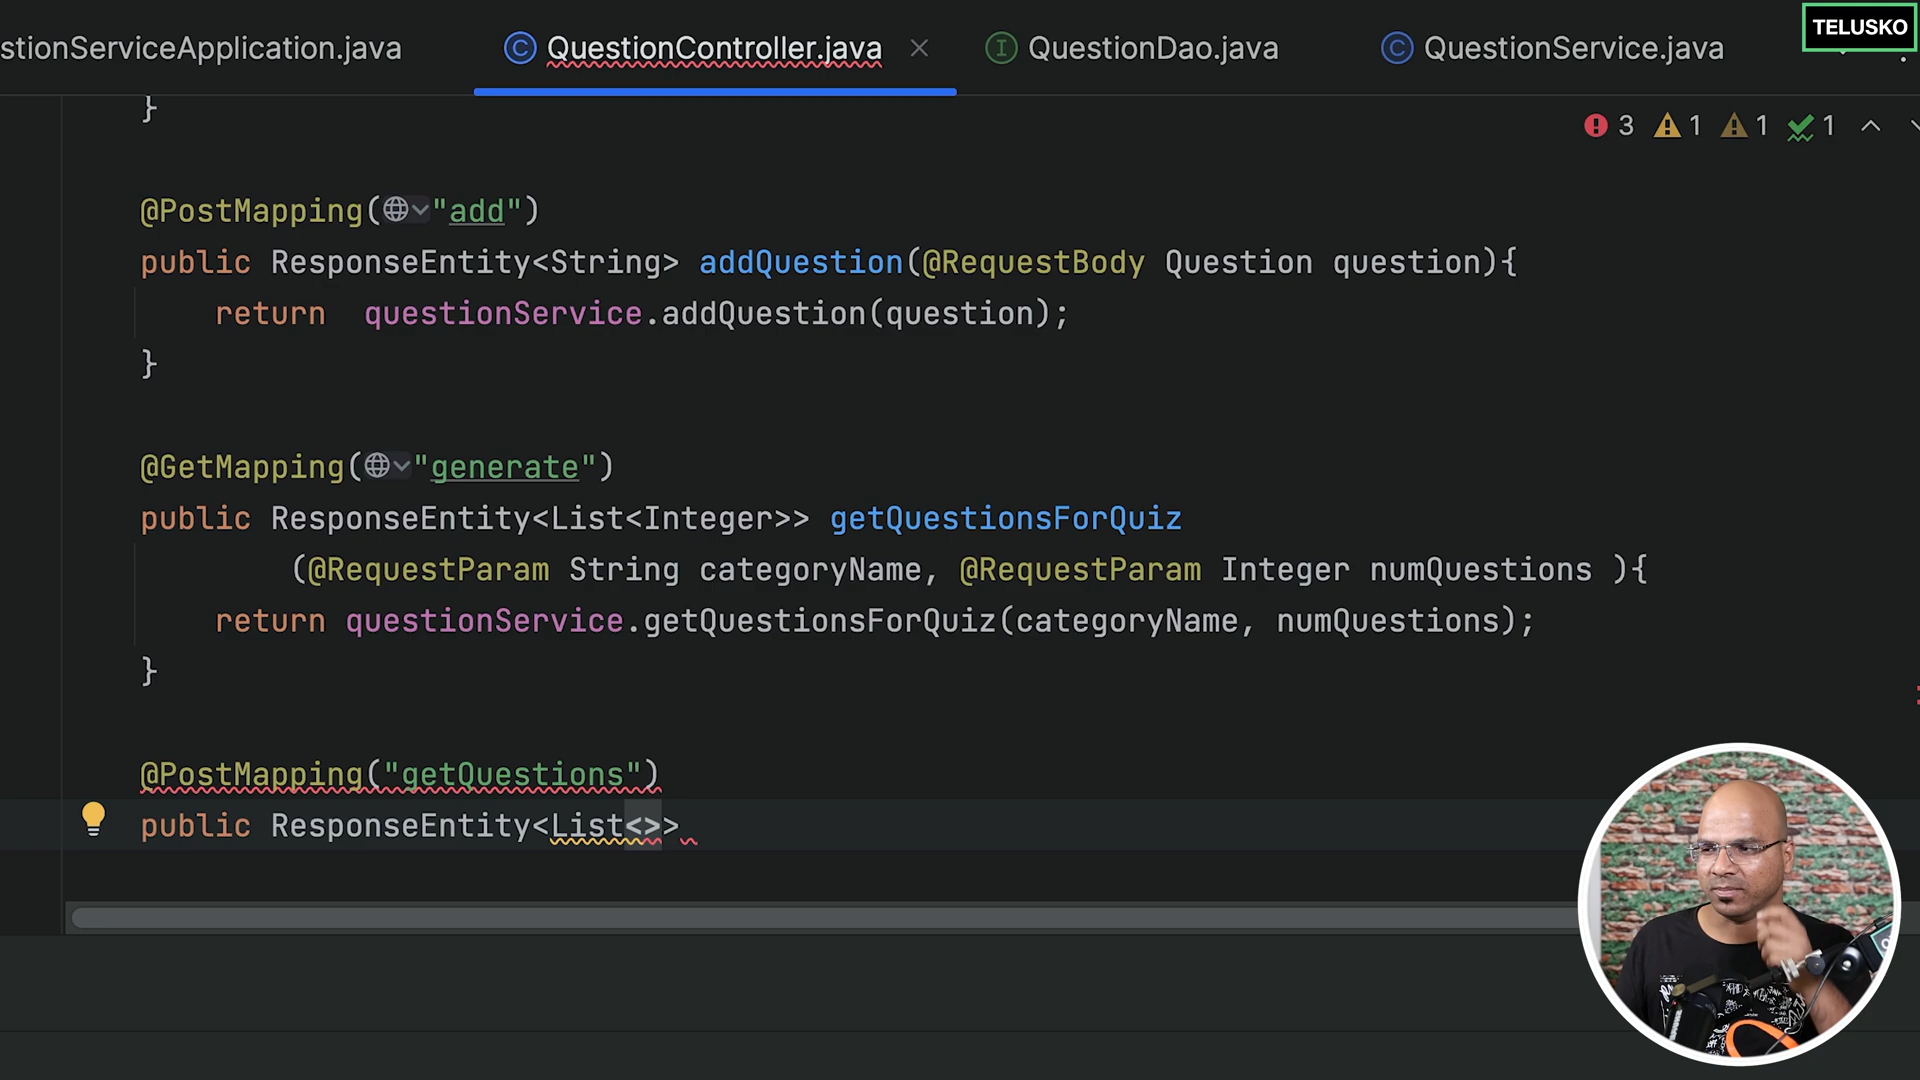 stionServiceApplication.java
QuestionController.java
QuestionDao.java
QuestionService.java
TELUSKO
3 1 1 1
}
@PostMapping("add")
public ResponseEntity<String> addQuestion(@RequestBody Question question){
return questionService.addQuestion(question);
}
@GetMapping("generate")
public ResponseEntity<List<Integer>> getQuestionsForQuiz
(@RequestParam String categoryName, @RequestParam Integer numQuestions ){
return questionService.getQuestionsForQuiz(categoryName, numQuestions);
}
@PostMapping("getQuestions")
public ResponseEntity<List<>>